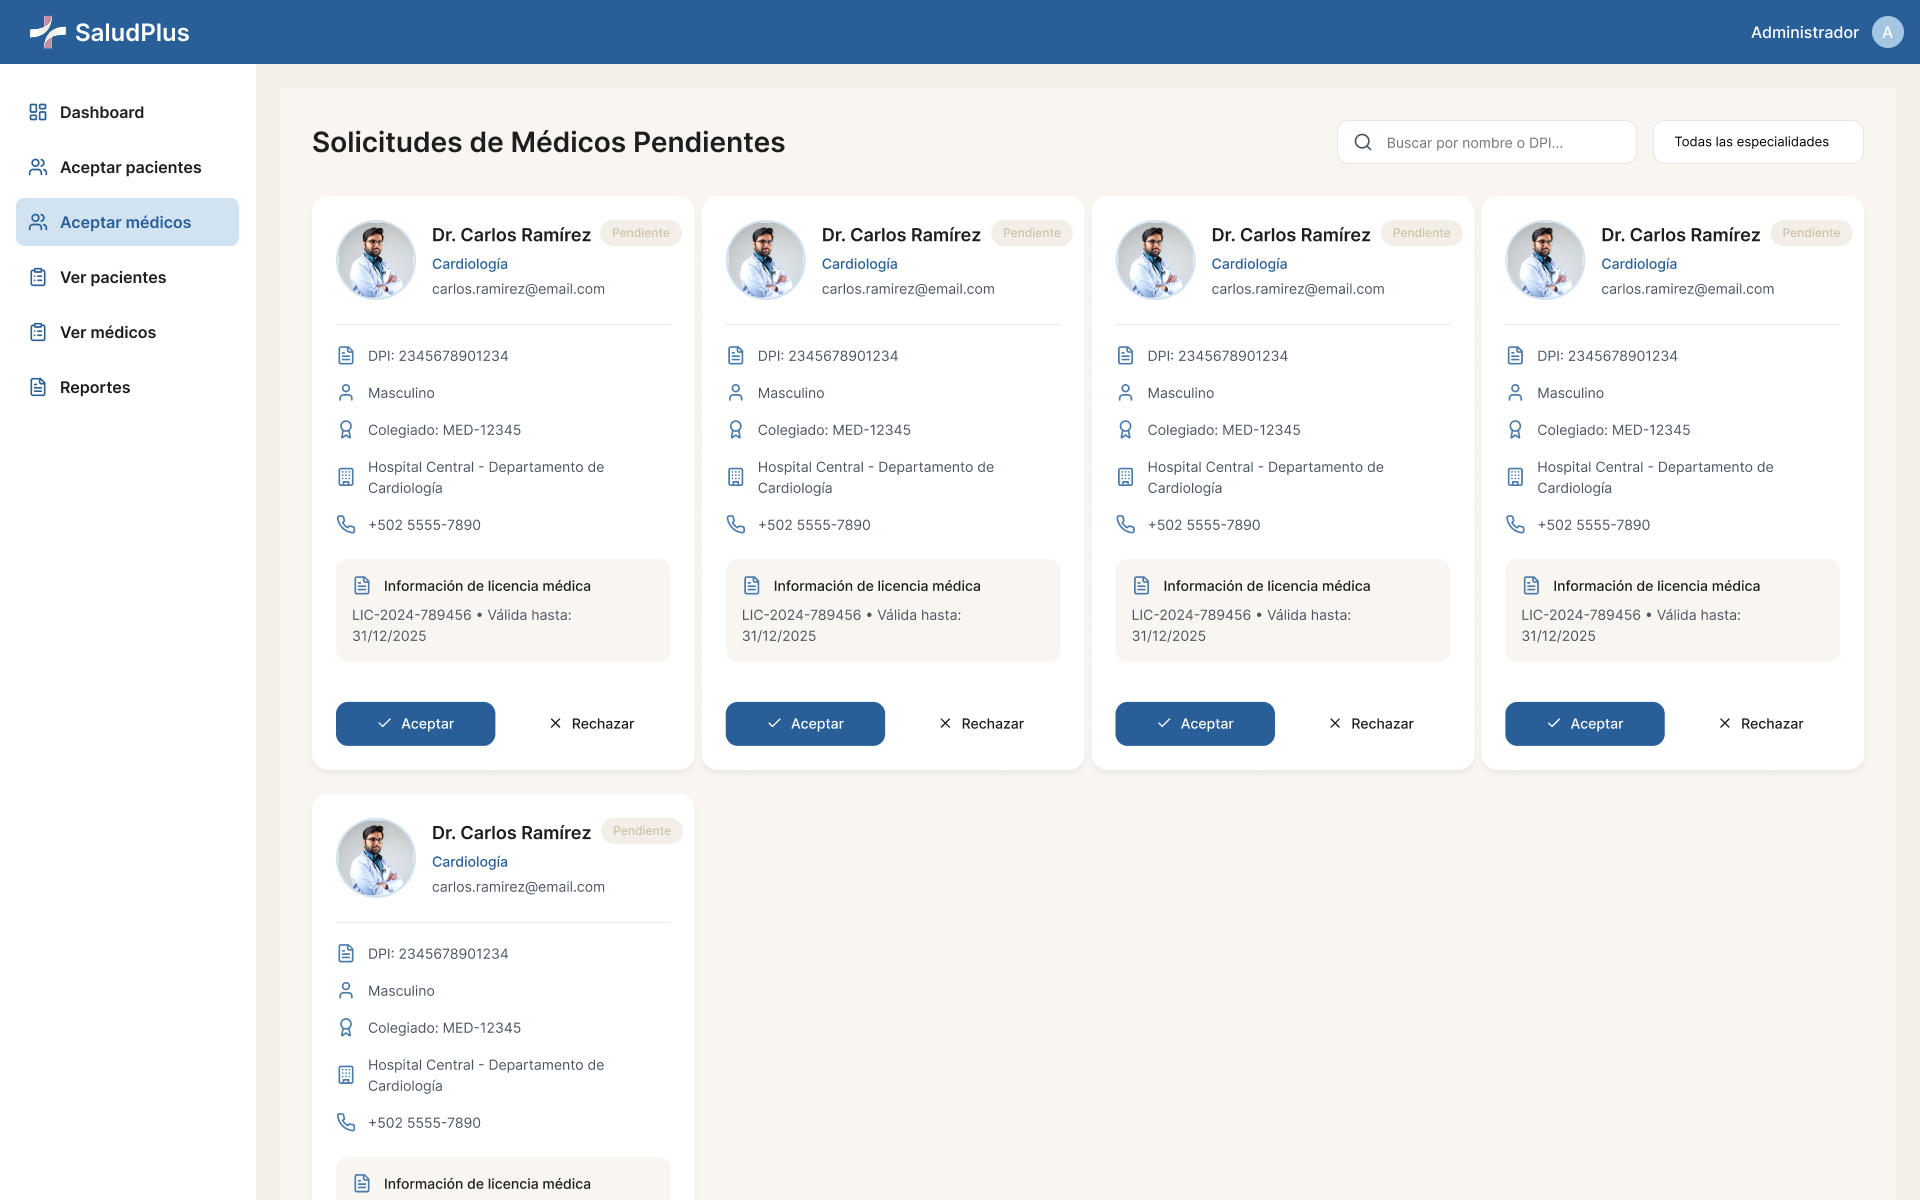 SaludPlus
Administrador
A
Dashboard
Aceptar pacientes
Aceptar médicos
Ver pacientes
Ver médicos
Reportes
Solicitudes de Médicos Pendientes
Buscar por nombre o DPI...
Todas las especialidades
Dr. Carlos Ramírez
Pendiente
Cardiología
carlos.ramirez@email.com
DPI: 2345678901234
Masculino
Colegiado: MED-12345
Hospital Central - Departamento de
Cardiología
+502 5555-7890
Información de licencia médica
LIC-2024-789456 • Válida hasta:
31/12/2025
Aceptar
Rechazar
Dr. Carlos Ramírez
Pendiente
Cardiología
carlos.ramirez@email.com
DPI: 2345678901234
Masculino
Colegiado: MED-12345
Hospital Central - Departamento de
Cardiología
+502 5555-7890
Información de licencia médica
LIC-2024-789456 • Válida hasta:
31/12/2025
Aceptar
Rechazar
Dr. Carlos Ramírez
Pendiente
Cardiología
carlos.ramirez@email.com
DPI: 2345678901234
Masculino
Colegiado: MED-12345
Hospital Central - Departamento de
Cardiología
+502 5555-7890
Información de licencia médica
LIC-2024-789456 • Válida hasta:
31/12/2025
Aceptar
Rechazar
Dr. Carlos Ramírez
Pendiente
Cardiología
carlos.ramirez@email.com
DPI: 2345678901234
Masculino
Colegiado: MED-12345
Hospital Central - Departamento de
Cardiología
+502 5555-7890
Información de licencia médica
LIC-2024-789456 • Válida hasta:
31/12/2025
Aceptar
Rechazar
Dr. Carlos Ramírez
Pendiente
Cardiología
carlos.ramirez@email.com
DPI: 2345678901234
Masculino
Colegiado: MED-12345
Hospital Central - Departamento de
Cardiología
+502 5555-7890
Información de licencia médica